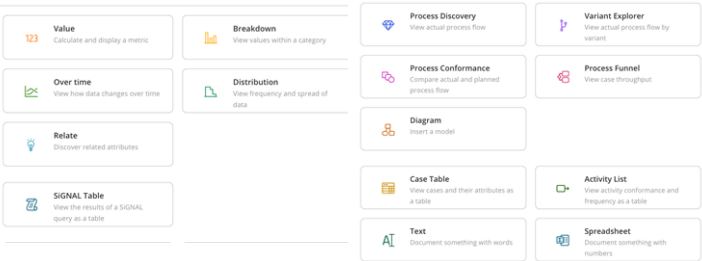 Value
Calculate and display a metric
Breakdown
View values within a category
Over time
View how data changes over time
Distribution
View frequency and spread of
data
Relate
Discover related attributes
SiGNAL Table
View the results of a SiGNAL
query as a table
Process Discovery
View actual process flow
Variant Explorer
View actual process flow by
variant
Process Conformance
Compare actual and planned
process flow
Process Funnel
View case throughput
Diagram
Insert a model
Case Table
View cases and their attributes as
a table
Activity List
View activity conformance and
frequency as a table
Text
Document something with words
Spreadsheet
Document something with
numbers
123
A